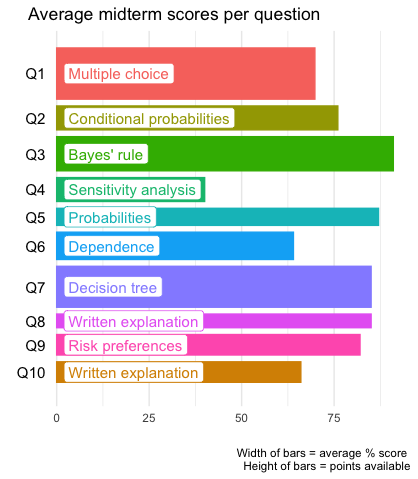 Average midterm scores per question
Q1 Multiple choice
Q2 Conditional probabilities
Q3 Bayes' rule
Q4 Sensitivity analysis
Q5 Probabilities
Q6 Dependence
Q7 Decision tree
Q8 Written explanation
Q9 Risk preferences
Q10 Written explanation
0 25 50 75
Width of bars = average % score
Height of bars = points available